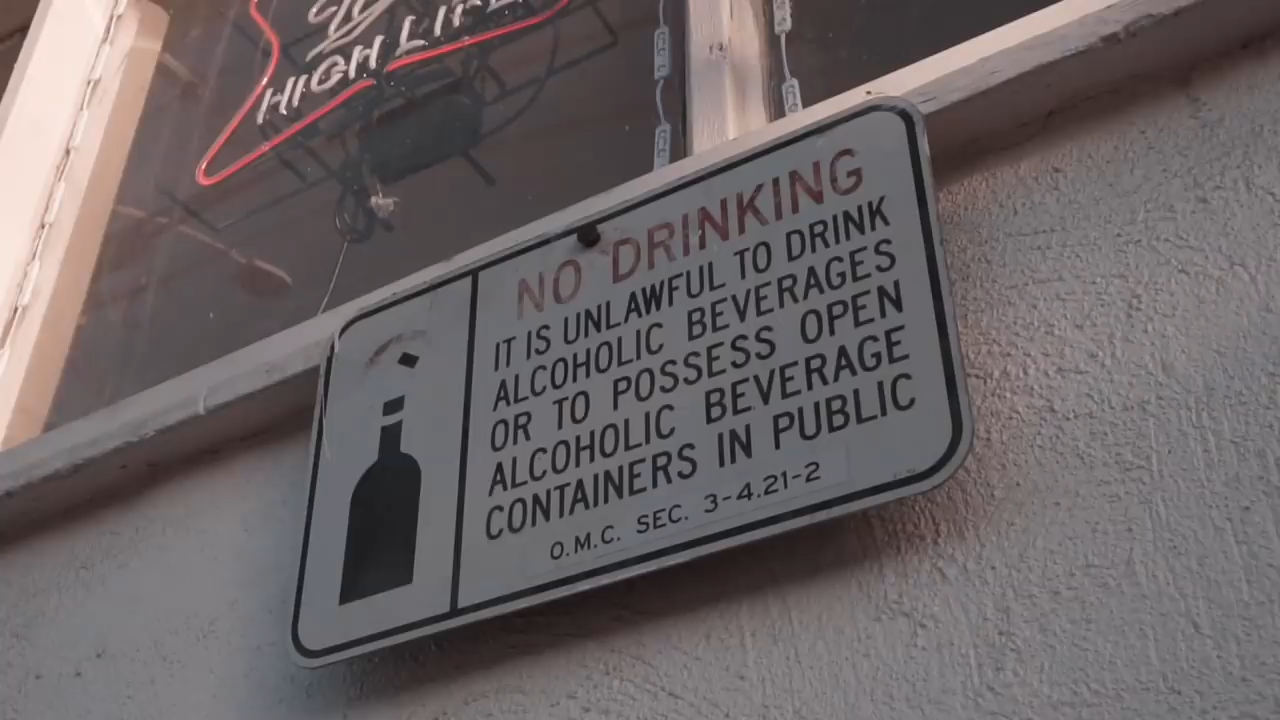 HIGH LIFE
NO DRINKING
IT IS UNLAWFUL TO DRINK
ALCOHOLIC BEVERAGES
OR TO POSSESS OPEN
ALCOHOLIC BEVERAGE
CONTAINERS IN PUBLIC
O.M.C. SEC. 3-4.21-2